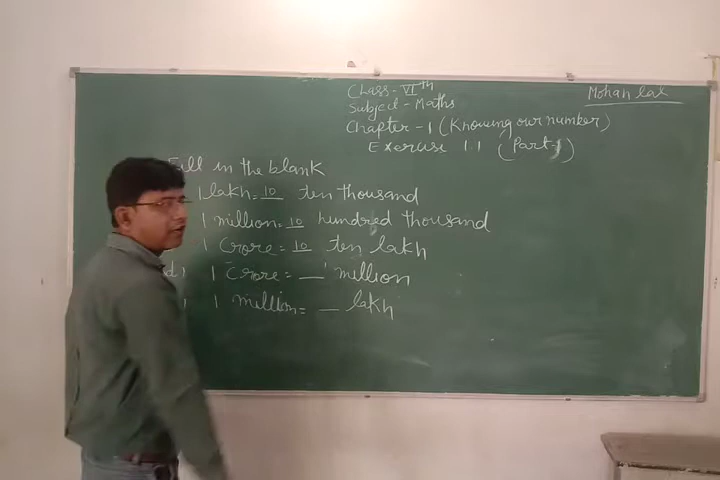 Class - VIth
Mohan lal
Subject - Maths
Chapter - 1 (Knowing our number)
Exercise 1.1 (Part-1)
Fill in the blank
1 lakh = 10 ten thousand
1 million = 10 hundred thousand
1 Crore = 10 ten lakh
d) 1 Crore = __ million
1 million = __ lakh